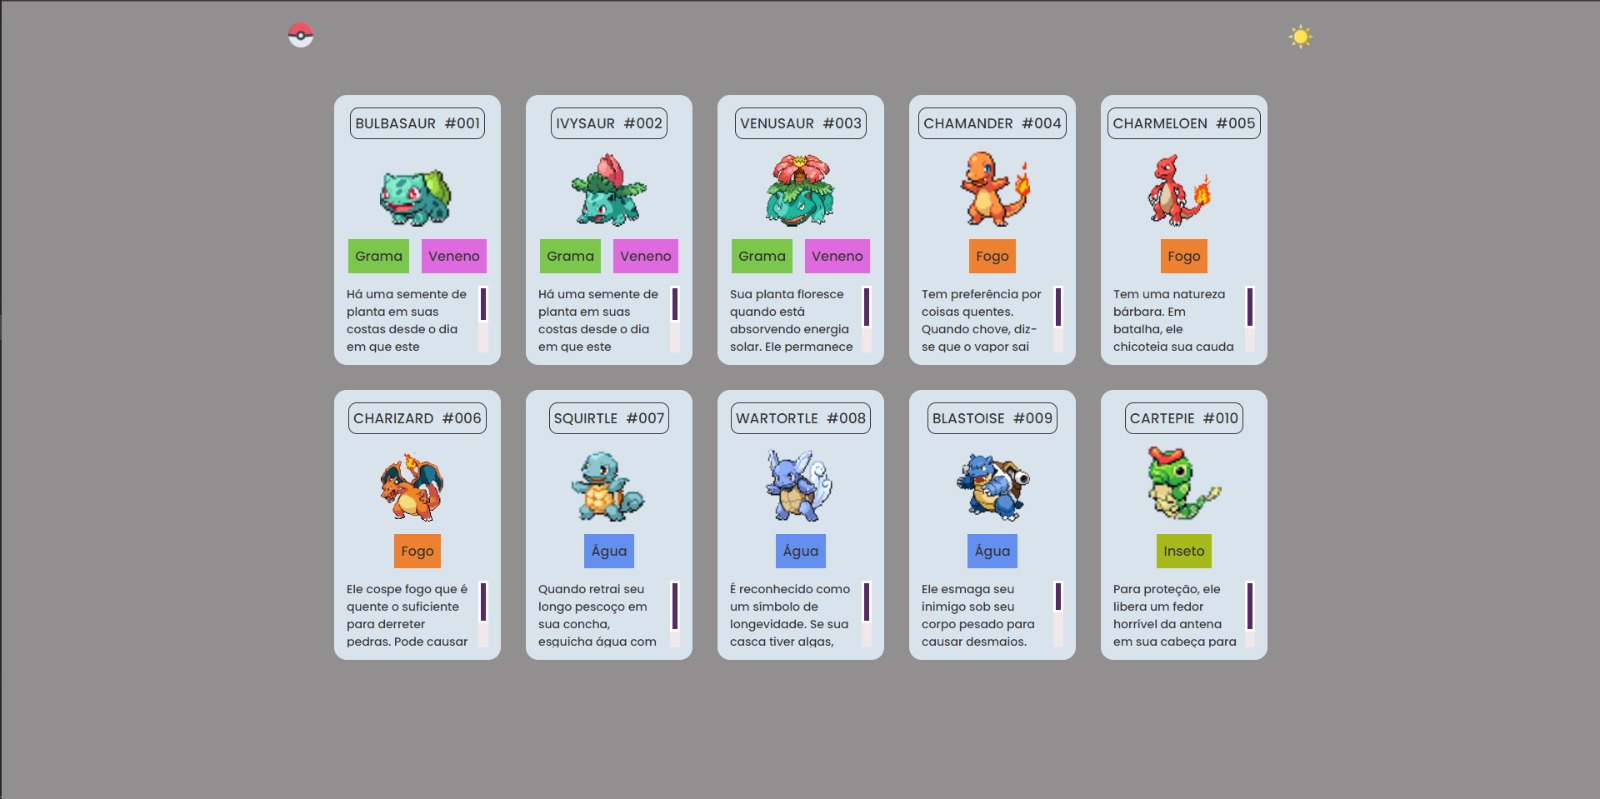 BULBASAUR #001
Grama Veneno
Há uma semente de
planta em suas
costas desde o dia
em que este
IVYSAUR #002
Grama Veneno
Há uma semente de
planta em suas
costas desde o dia
em que este
VENUSAUR #003
Grama Veneno
Sua planta floresce
quando está
absorvendo energia
solar. Ele permanece
CHAMANDER #004
Fogo
Tem preferência por
coisas quentes.
Quando chove, diz-
se que o vapor sai
CHARMELOEN #005
Fogo
Tem uma natureza
bárbara. Em
batalha, ele
chicoteia sua cauda
CHARIZARD #006
Fogo
Ele cospe fogo que é
quente o suficiente
para derreter
pedras. Pode causar
SQUIRTLE #007
Água
Quando retrai seu
longo pescoço em
sua concha,
esguicha água com
WARTORTLE #008
Água
É reconhecido como
um símbolo de
longevidade. Se sua
casca tiver algas,
BLASTOISE #009
Água
Ele esmaga seu
inimigo sob seu
corpo pesado para
causar desmaios.
CARTEPIE #010
Inseto
Para proteção, ele
libera um fedor
horrível da antena
em sua cabeça para